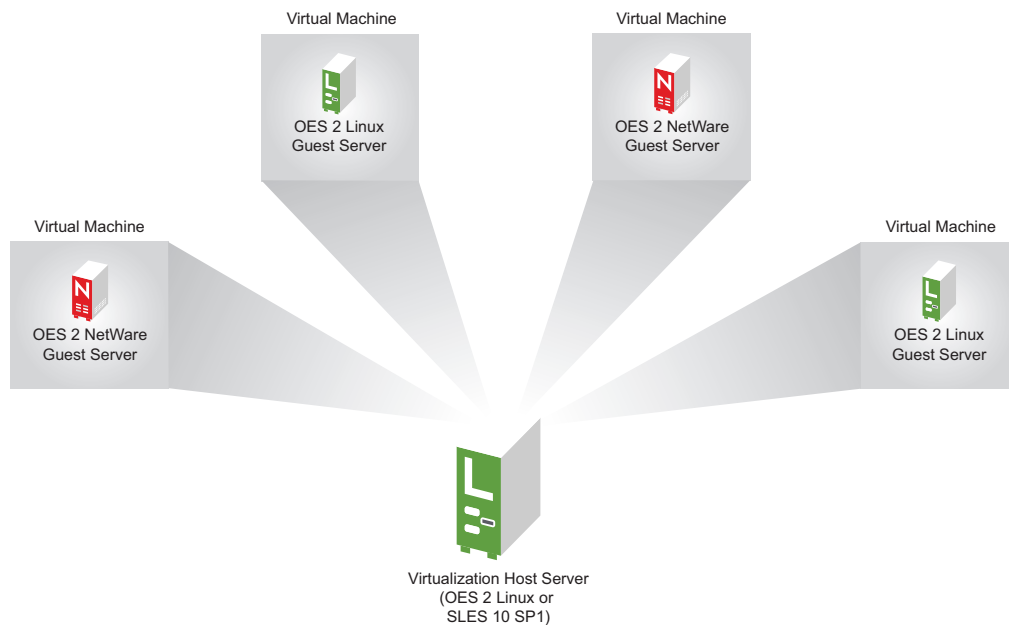 Virtual Machine
L
OES 2 Linux
Guest Server
Virtual Machine
N
OES 2 NetWare
Guest Server
Virtual Machine
N
OES 2 NetWare
Guest Server
Virtual Machine
L
OES 2 Linux
Guest Server
L
Virtualization Host Server
(OES 2 Linux or
SLES 10 SP1)